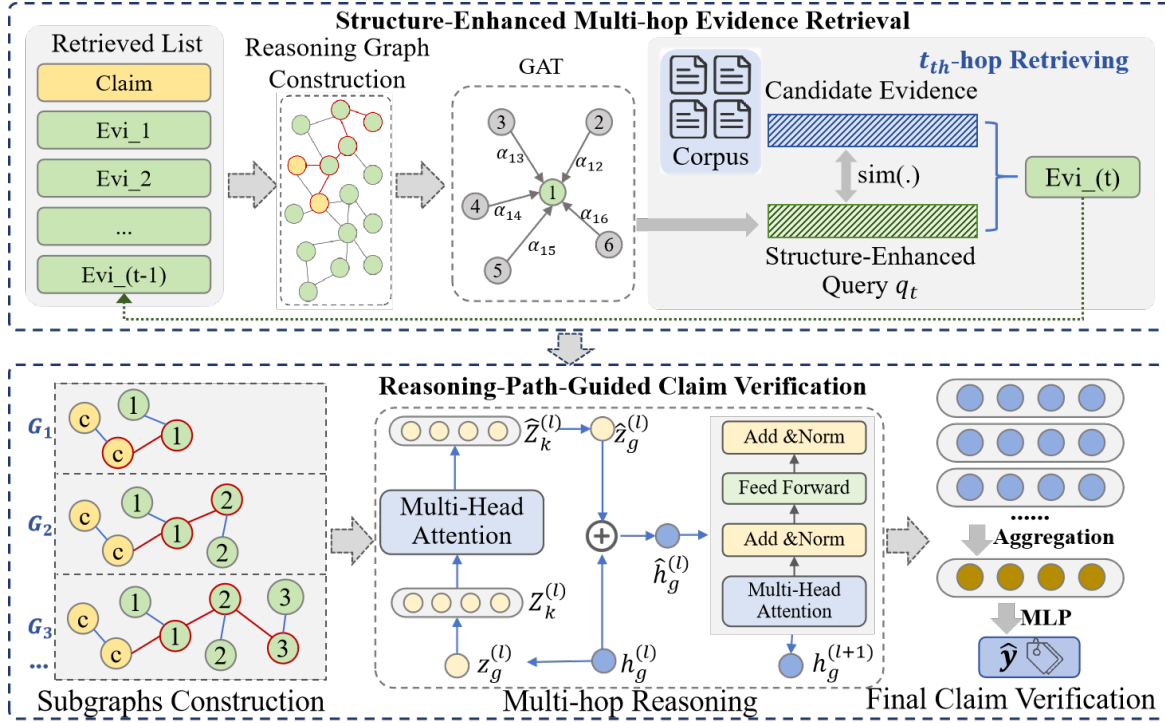 Structure-Enhanced Multi-hop Evidence Retrieval
Retrieved List
Claim
Evi_1
Evi_2
...
Evi_(t-1)
Reasoning Graph
Construction
GAT
3
2
α₁₃
α₁₂
1
4
α₁₄
α₁₆
α₁₅
6
5
Corpus
t_th-hop Retrieving
Candidate Evidence
sim(.)
Structure-Enhanced
Query q_t
Evi_(t)
Reasoning-Path-Guided Claim Verification
G₁
1
c
c
1
G₂
1
2
c
c
1
2
G₃
1
2
3
c
c
1
2
3
...
Subgraphs Construction
Ẑ_k^(l)
ẑ_g^(l)
Multi-Head
Attention
Z_k^(l)
z_g^(l)
h_g^(l)
+
ĥ_g^(l)
Add &Norm
Feed Forward
Add &Norm
Multi-Head
Attention
h_g^(l+1)
Multi-hop Reasoning
......
Aggregation
MLP
ŷ
Final Claim Verification